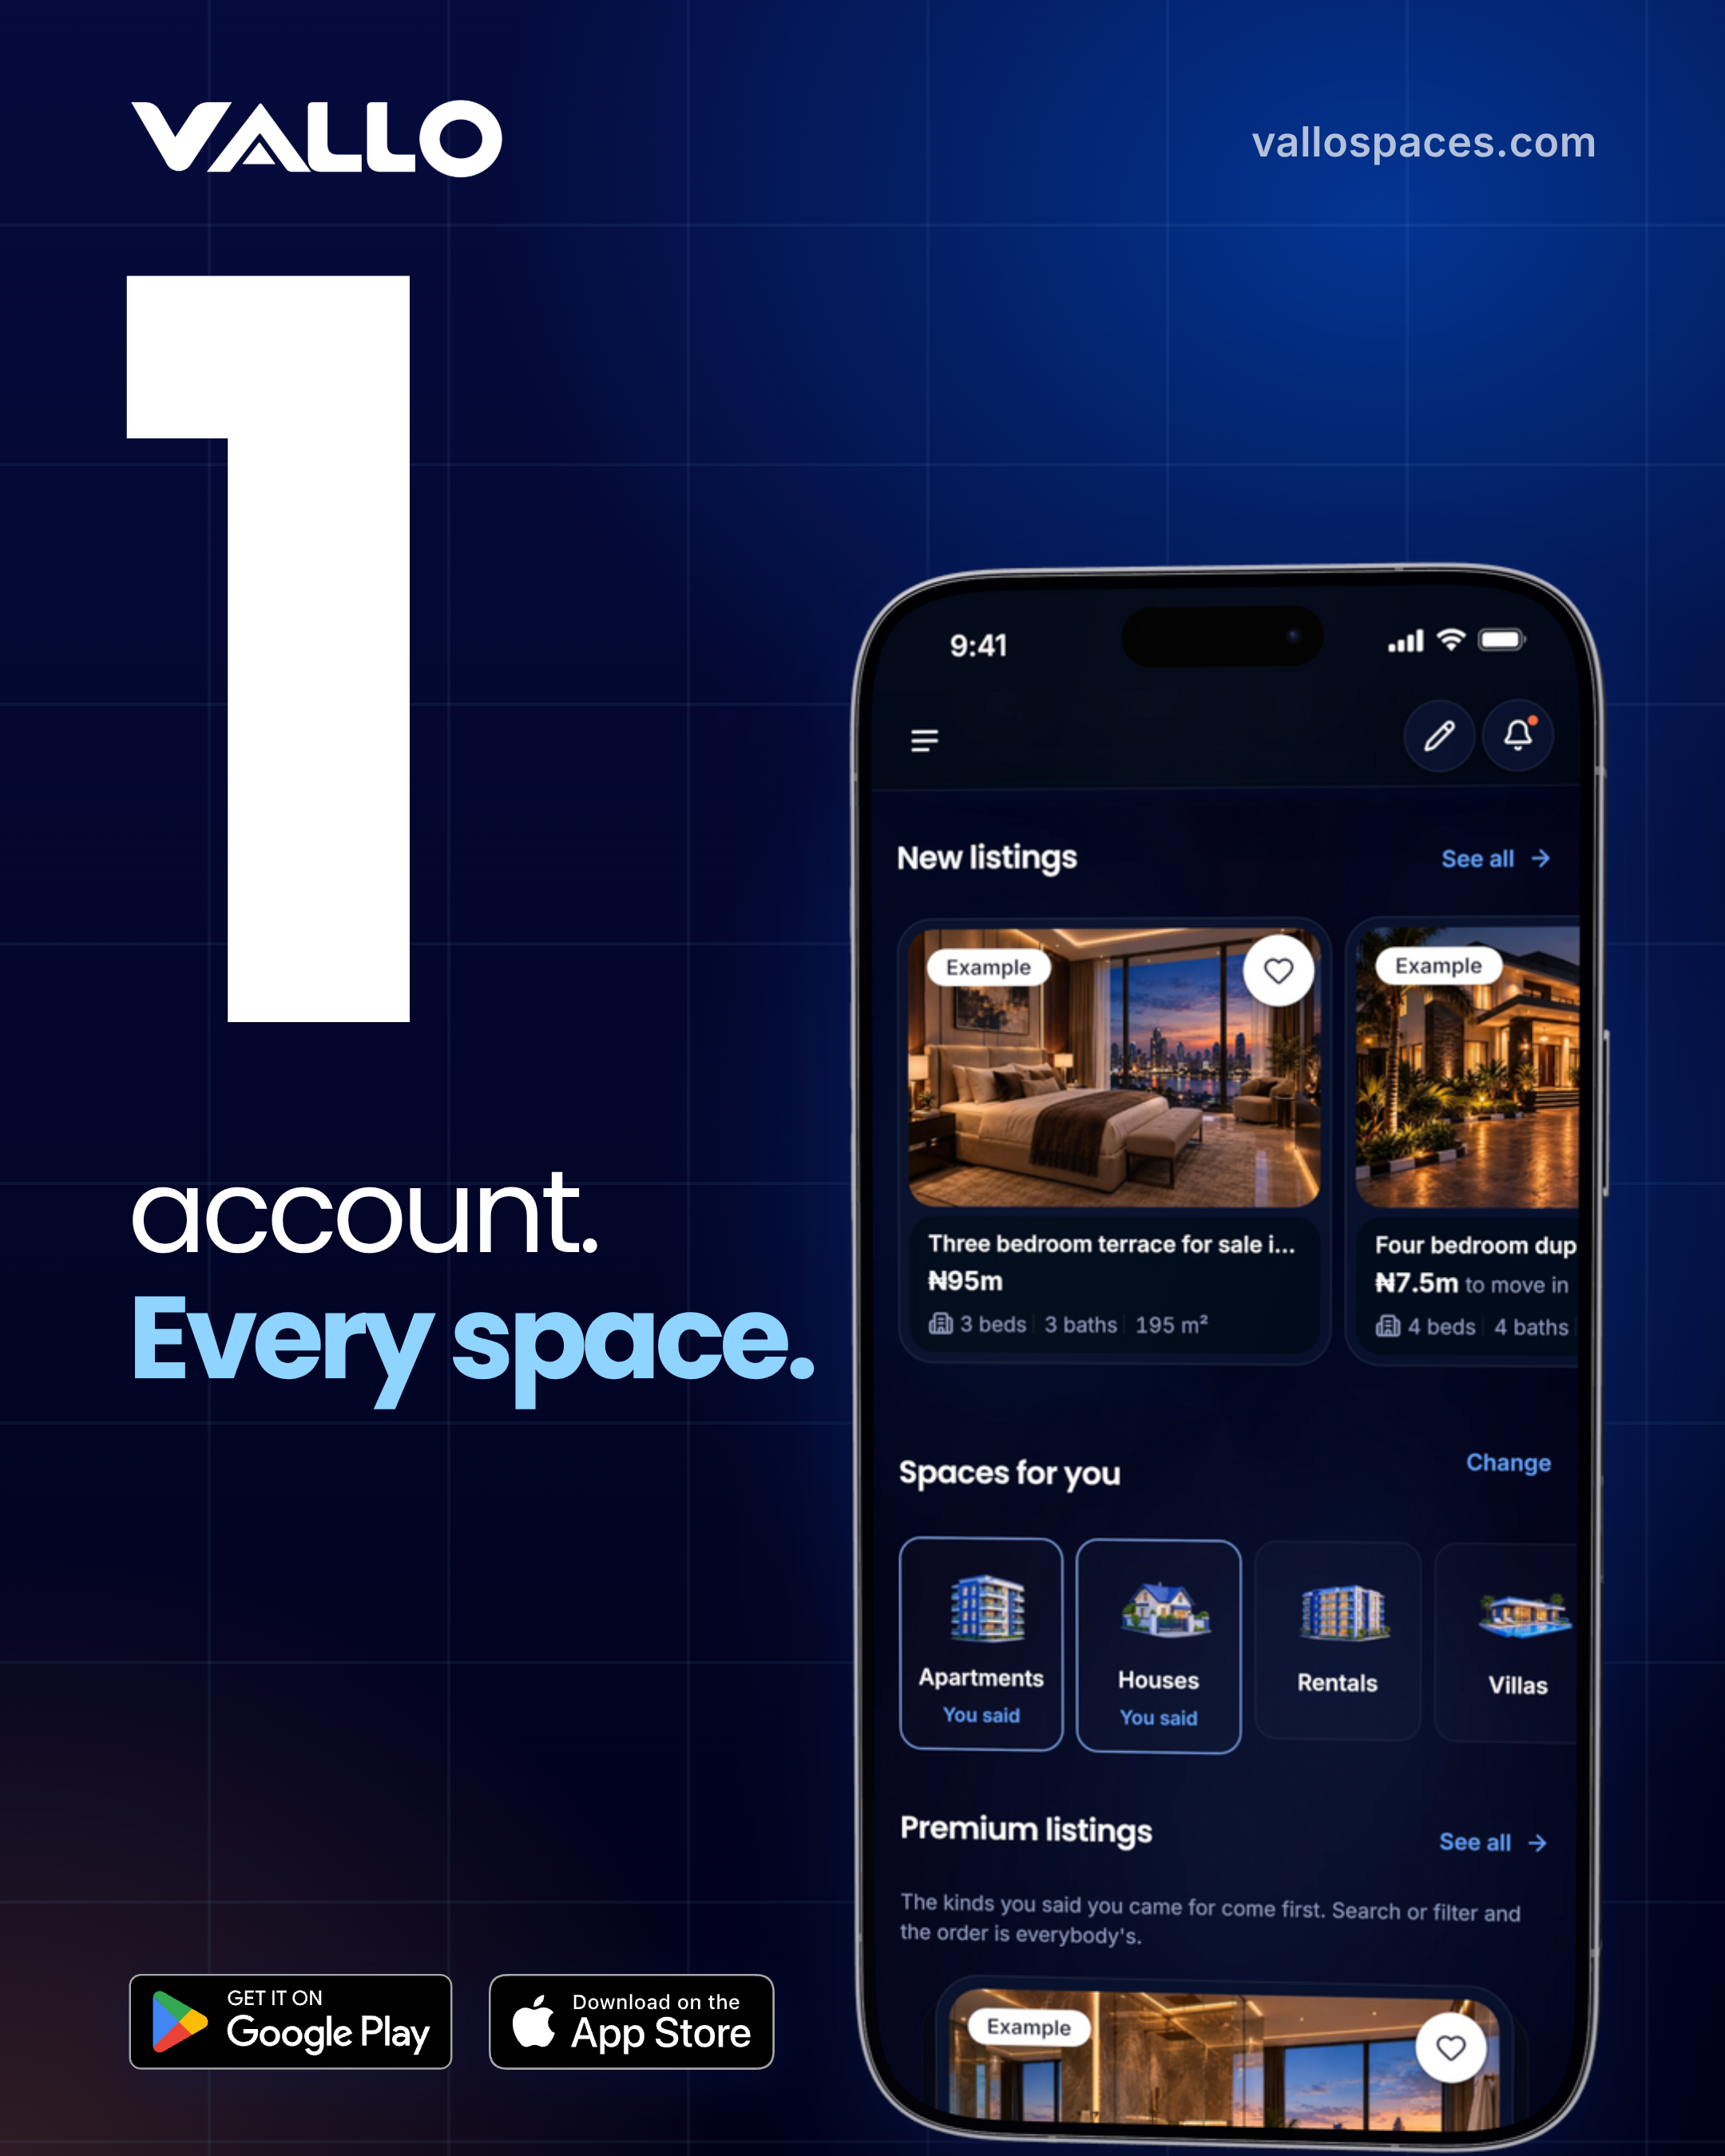 VALLO
vallospaces.com
1
account.
Every space.
9:41
New listings
See all →
Example
Example
Three bedroom terrace for sale i...
₦95m
3 beds 3 baths 195 m²
Four bedroom dup
₦7.5m to move in
4 beds 4 baths
Spaces for you
Change
Apartments
You said
Houses
You said
Rentals
Villas
Premium listings
See all →
The kinds you said you came for come first. Search or filter and
the order is everybody's.
Example
GET IT ON
Google Play
Download on the
App Store